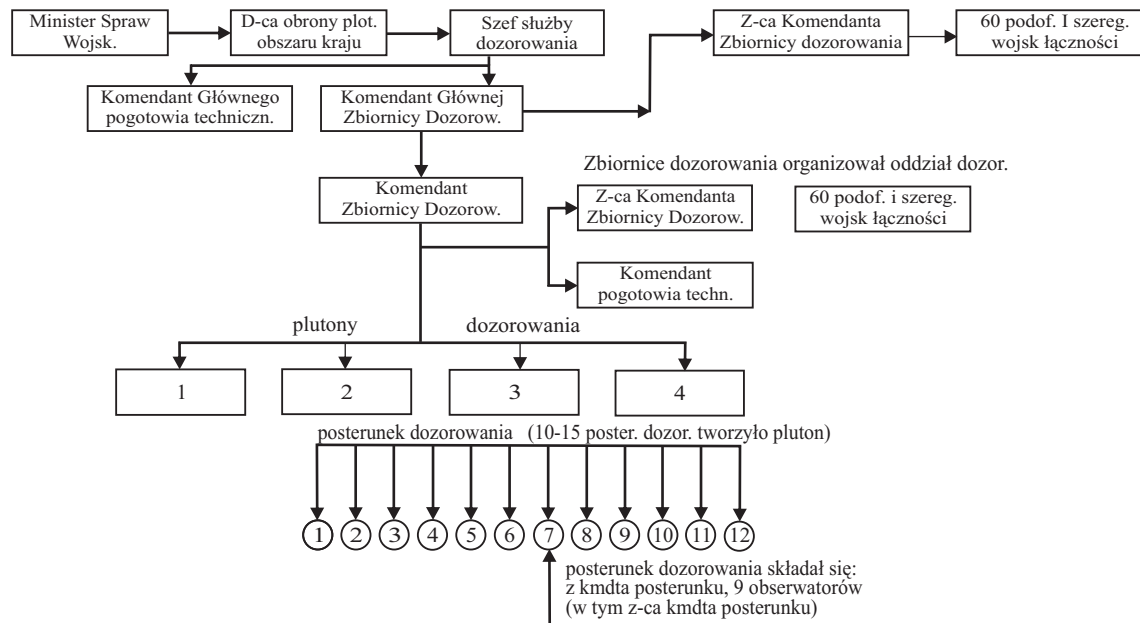 Minister Spraw
Wojsk.
D-ca obrony plot.
obszaru kraju
Szef służby
dozorowania
Z-ca Komendanta
Zbiornicy dozorowania
60 podof. I szereg.
wojsk łączności
Komendant Głównego
pogotowia techniczn.
Komendant Głównej
Zbiornicy Dozorow.
Zbiornice dozorowania organizował oddział dozor.
Komendant
Zbiornicy Dozorow.
Z-ca Komendanta
Zbiornicy Dozorow.
60 podof. i szereg.
wojsk łączności
Komendant
pogotowia techn.
plutony dozorowania
1 2 3 4
posterunek dozorowania (10-15 poster. dozor. tworzyło pluton)
1 2 3 4 5 6 7 8 9 10 11 12
posterunek dozorowania składał się:
z kmdta posterunku, 9 obserwatorów
(w tym z-ca kmdta posterunku)